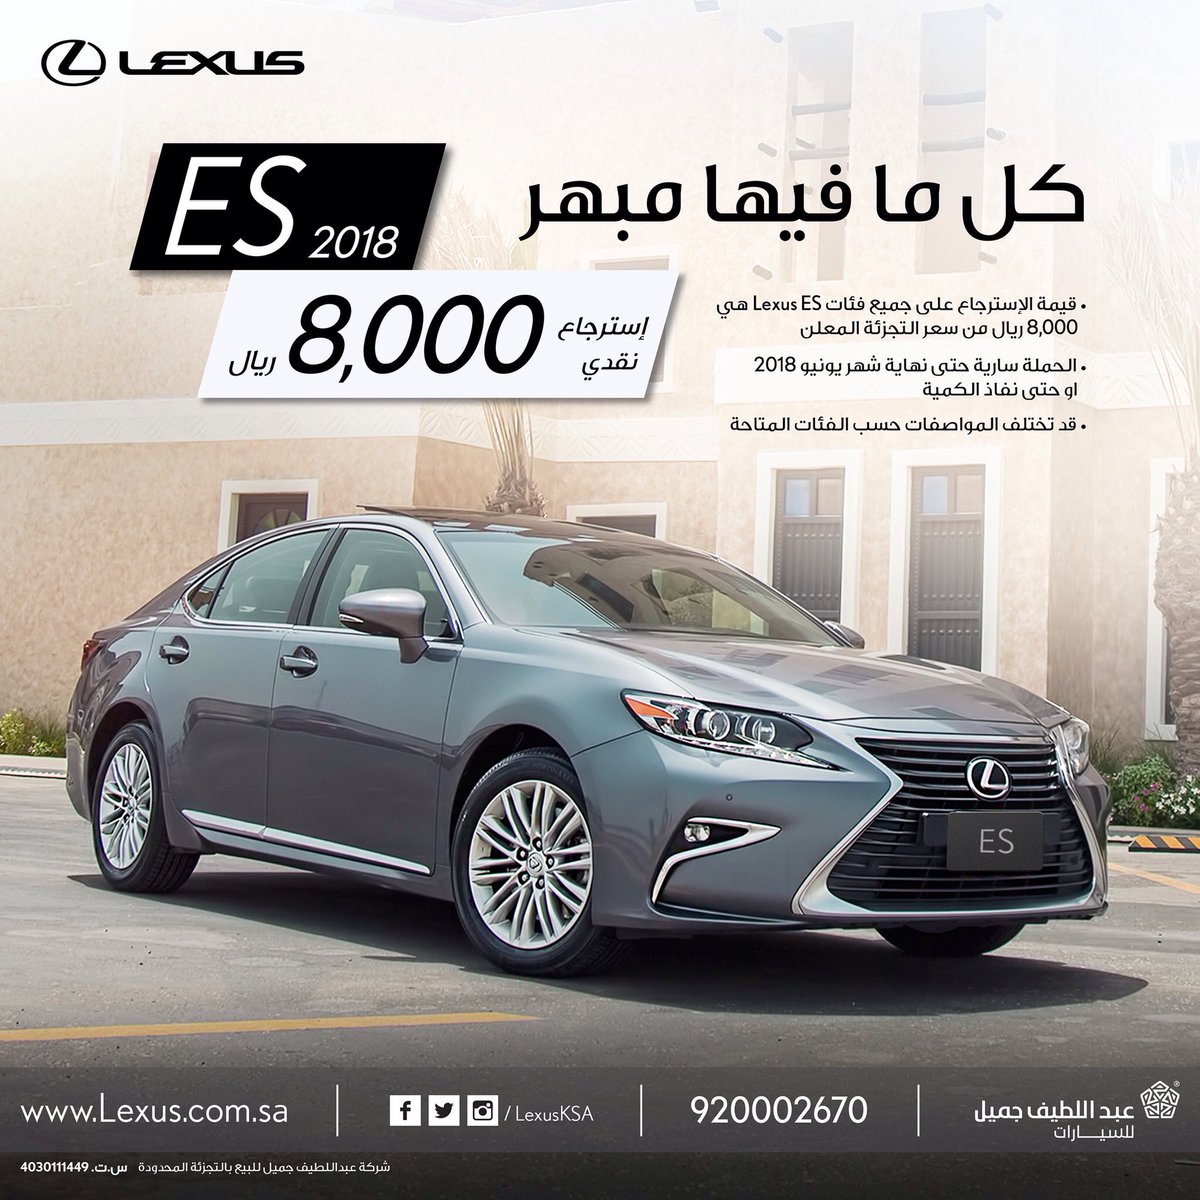 LEXUS
كل ما فيها مبهر
ES 2018
إسترجاع
نقدي
8,000 ريال
• قيمة الإسترجاع على جميع فئات Lexus ES هي
8,000 ريال من سعر التجزئة المعلن
• الحملة سارية حتى نهاية شهر يونيو 2018
او حتى نفاذ الكمية
• قد تختلف المواصفات حسب الفئات المتاحة
ES
www.Lexus.com.sa
/ LexusKSA
920002670
عبد اللطيف جميل
للسيـــارات
®
شركة عبداللطيف جميل للبيع بالتجزئة المحدودة س.ت. 4030111449